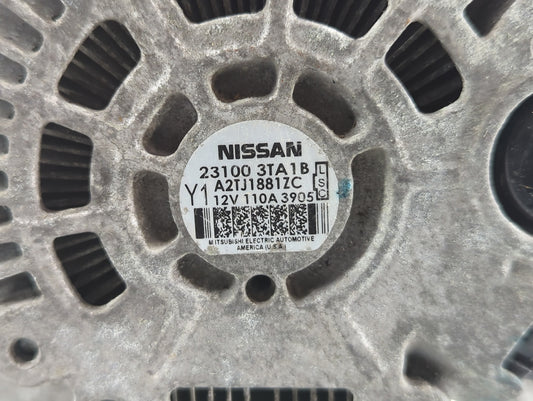 NISSAN
23100 3TA1B
Y1 A2TJ1881ZC
12V 110A 3905
L
S
C
MITSUBISHI ELECTRIC AUTOMOTIVE
AMERICA (U.S.A)